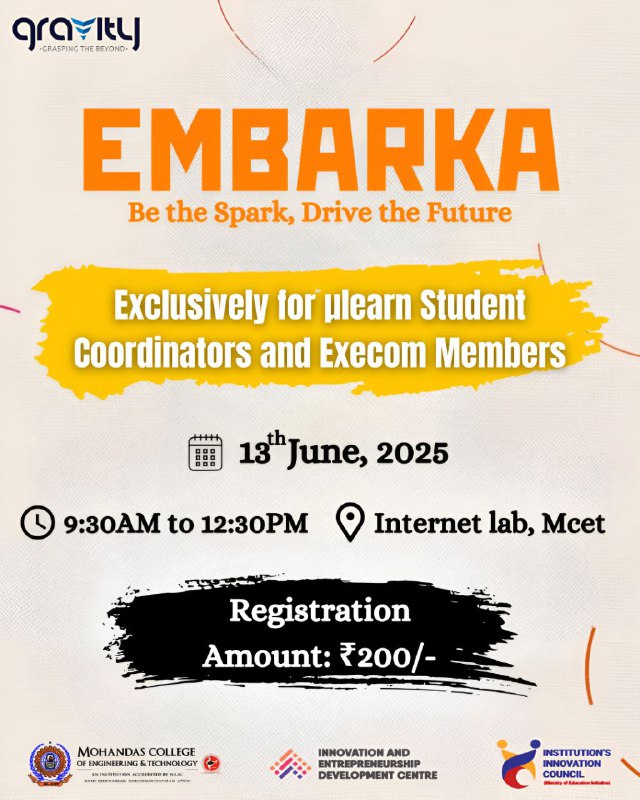 gravity
·GRASPING THE BEYOND·
EMBARKA
Be the Spark, Drive the Future
Exclusively for µlearn Student
Coordinators and Execom Members
13th June, 2025
9:30AM to 12:30PM
Internet lab, Mcet
Registration
Amount: ₹200/-
MOHANDAS COLLEGE
OF ENGINEERING & TECHNOLOGY
AN INSTITUTION ACCREDITED BY NAAC
INNOVATION AND
ENTREPRENEURSHIP
DEVELOPMENT CENTRE
INSTITUTION'S
INNOVATION
COUNCIL
(Ministry of Education Initiative)